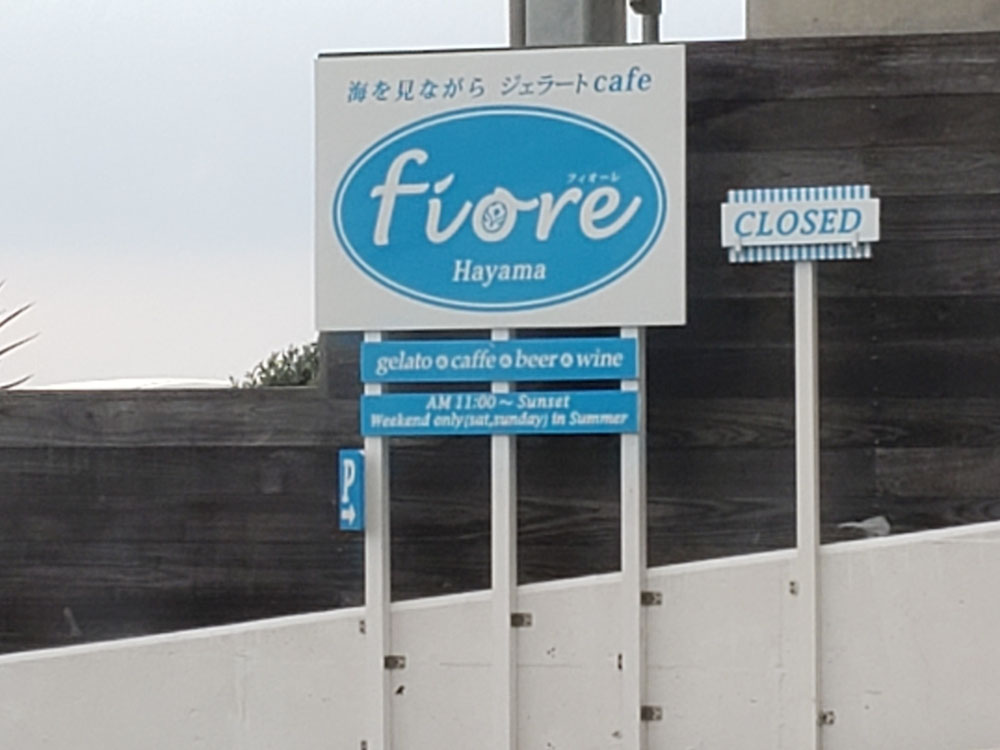 海を見ながら ジェラートcafe
フィオーレ
fiore
Hayama
CLOSED
gelato caffè beer wine
AM 11:00～Sunset
Weekend only(sat,sunday) in Summer
P
→